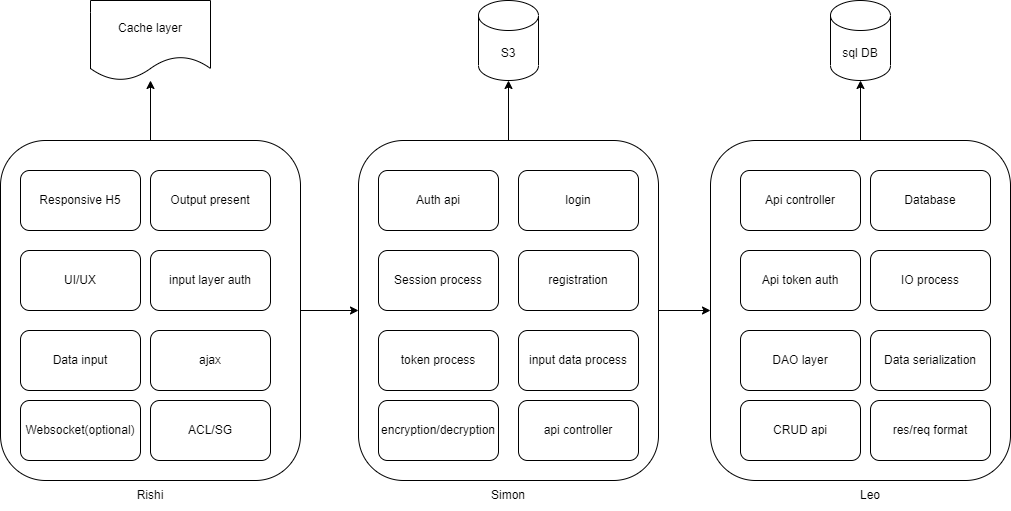 Cache layer
S3
sql DB
Responsive H5
Output present
UI/UX
input layer auth
Data input
ajax
Websocket(optional)
ACL/SG
Rishi
Auth api
login
Session process
registration
token process
input data process
encryption/decryption
api controller
Simon
Api controller
Database
Api token auth
IO process
DAO layer
Data serialization
CRUD api
res/req format
Leo